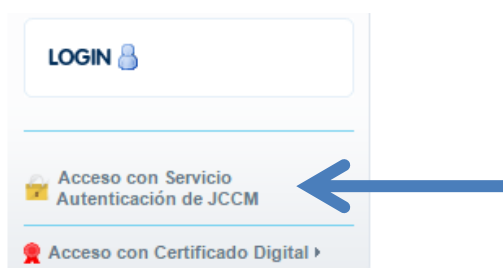 LOGIN
Acceso con Servicio
Autenticación de JCCM
Acceso con Certificado Digital